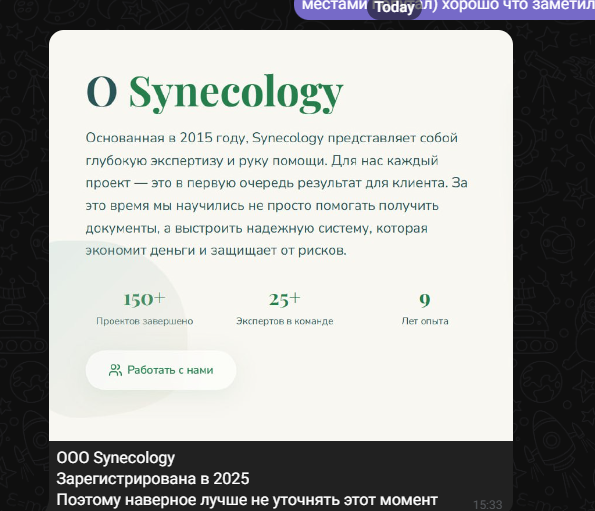 местами
Today
хорошо что заметил
О Synecology
Основанная в 2015 году, Synecology представляет собой
глубокую экспертизу и руку помощи. Для нас каждый
проект — это в первую очередь результат для клиента. За
это время мы научились не просто помогать получить
документы, а выстроить надежную систему, которая
экономит деньги и защищает от рисков.
150+ 25+ 9
Проектов завершено Экспертов в команде Лет опыта
Работать с нами
ООО Synecology
Зарегистрирована в 2025
Поэтому наверное лучше не уточнять этот момент
15:33